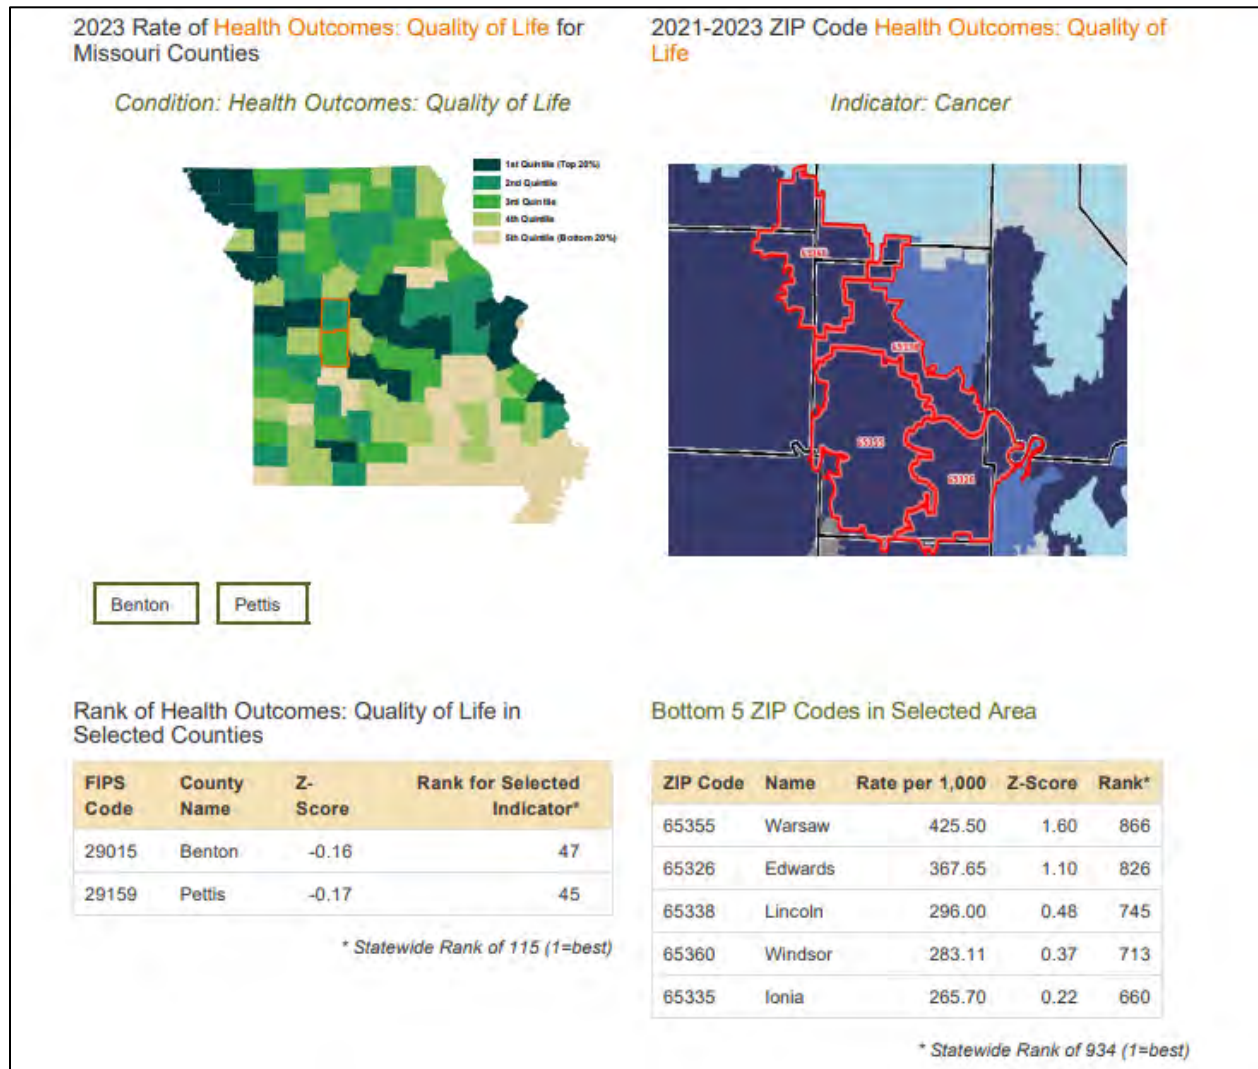 2023 Rate of Health Outcomes: Quality of Life for
Missouri Counties
Condition: Health Outcomes: Quality of Life
1st Quintile (Top 20%)
2nd Quintile
3rd Quintile
4th Quintile
5th Quintile (Bottom 20%)
Benton
Pettis
2021-2023 ZIP Code Health Outcomes: Quality of
Life
Indicator: Cancer
65355
65326
Rank of Health Outcomes: Quality of Life in
Selected Counties
FIPS County Z- Rank for Selected
Code Name Score Indicator*
29015 Benton -0.16 47
29159 Pettis -0.17 45
* Statewide Rank of 115 (1=best)
Bottom 5 ZIP Codes in Selected Area
ZIP Code Name Rate per 1,000 Z-Score Rank*
65355 Warsaw 425.50 1.60 866
65326 Edwards 367.65 1.10 826
65338 Lincoln 296.00 0.48 745
65360 Windsor 283.11 0.37 713
65335 Ionia 265.70 0.22 660
* Statewide Rank of 934 (1=best)